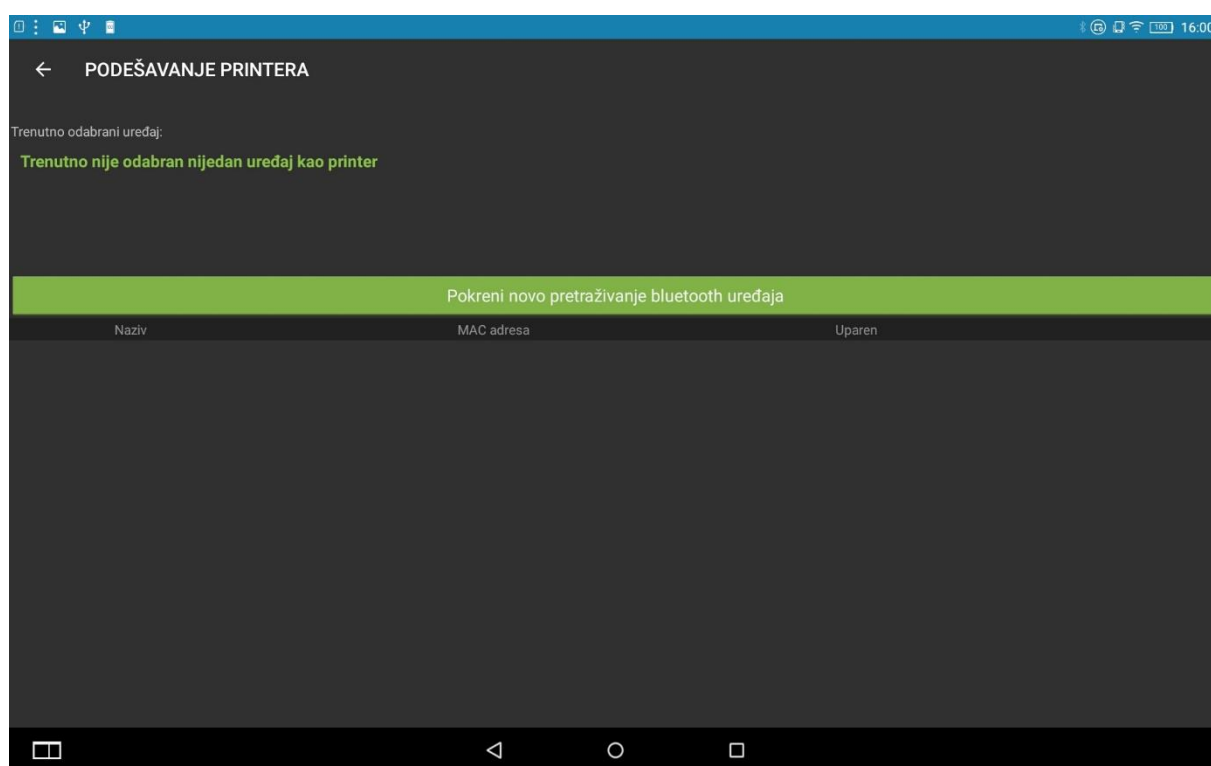 100 16:00
PODEŠAVANJE PRINTERA
Trenutno odabrani uređaj:
Trenutno nije odabran nijedan uređaj kao printer
Pokreni novo pretraživanje bluetooth uređaja
Naziv MAC adresa Uparen